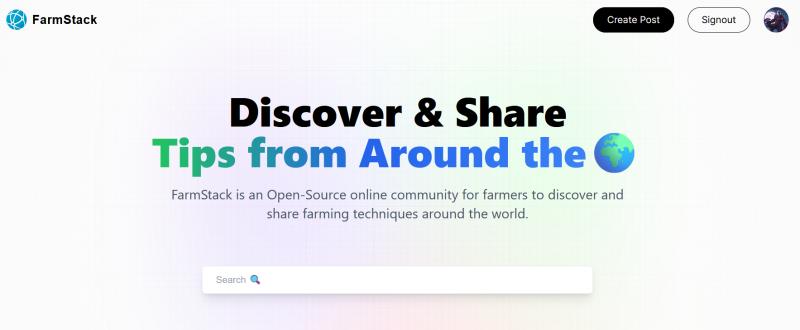 FarmStack
Create Post
Signout
Discover & Share
Tips from Around the 🌍
FarmStack is an Open-Source online community for farmers to discover and
share farming techniques around the world.
Search 🔍